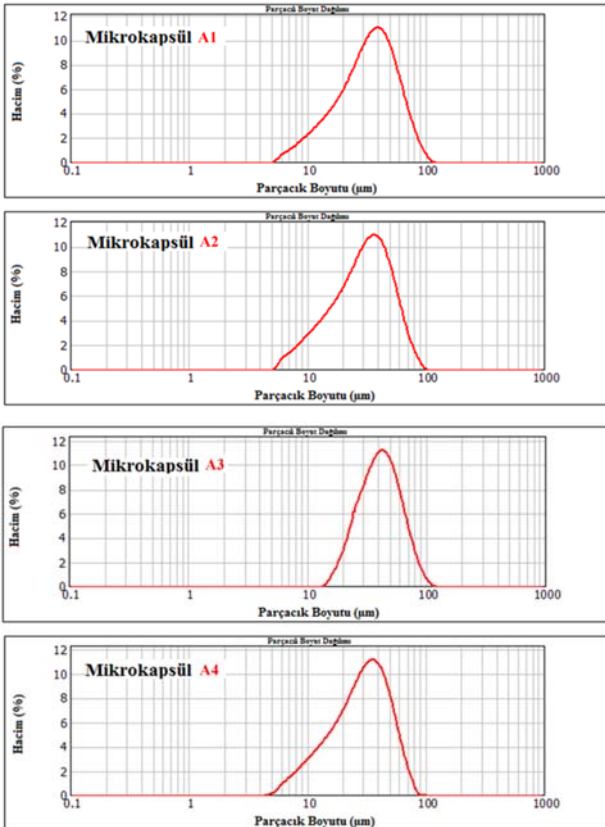 Parçacık Boyut Dağılımı
Mikrokapsül A1
Hacim (%)
12
10
8
6
4
2
0
0.1 1 10 100 1000
Parçacık Boyutu (µm)
Parçacık Boyut Dağılımı
Mikrokapsül A2
Hacim (%)
12
10
8
6
4
2
0
0.1 1 10 100 1000
Parçacık Boyutu (µm)
Parçacık Boyut Dağılımı
Mikrokapsül A3
Hacim (%)
12
10
8
6
4
2
0
0.1 1 10 100 1000
Parçacık Boyutu (µm)
Parçacık Boyut Dağılımı
Mikrokapsül A4
Hacim (%)
12
10
8
6
4
2
0
0.1 1 10 100 1000
Parçacık Boyutu (µm)